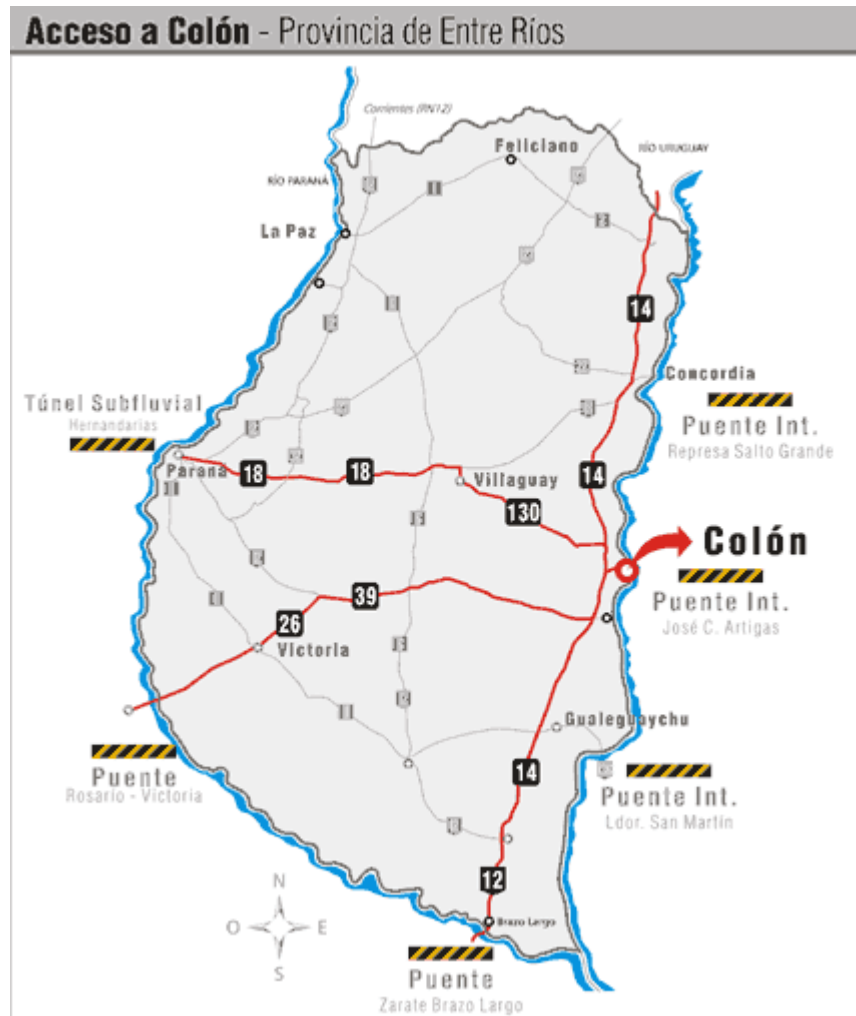 Acceso a Colón - Provincia de Entre Ríos
Corrientes (RN12)
Feliciano
RÍO URUGUAY
RÍO PARANÁ
La Paz
14
Concordia
Túnel Subfluvial
Hernandarias
Puente Int.
Represa Salto Grande
Paraná
18
18
Villaguay
14
130
Colón
Puente Int.
José C. Artigas
39
26
Victoria
Gualeguaychu
Puente
Rosario - Victoria
14
Puente Int.
Ldor. San Martín
12
Brazo Largo
N
O
E
S
Puente
Zarate Brazo Largo